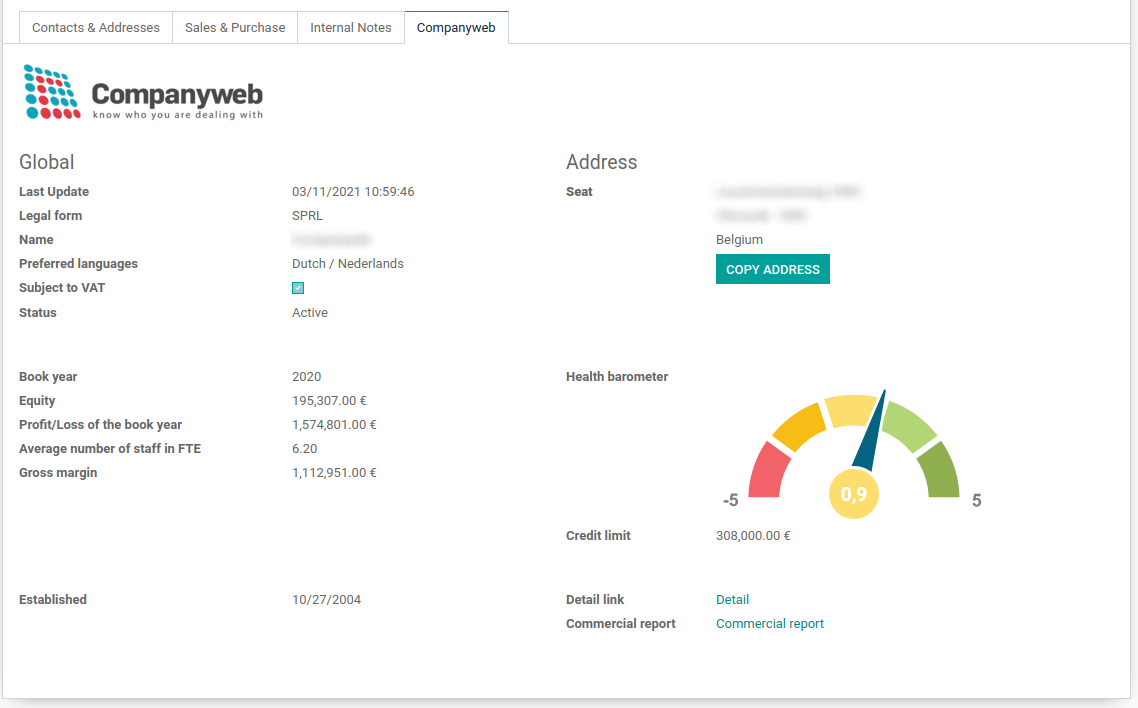 Contacts & Addresses
Sales & Purchase
Internal Notes
Companyweb
Companyweb
know who you are dealing with
Global
Last Update 03/11/2021 10:59:46
Legal form SPRL
Name
Preferred languages Dutch / Nederlands
Subject to VAT
Status Active
Address
Seat
Belgium
COPY ADDRESS
Book year 2020
Equity 195,307.00 €
Profit/Loss of the book year 1,574,801.00 €
Average number of staff in FTE 6.20
Gross margin 1,112,951.00 €
Health barometer
-5
0,9
5
Credit limit 308,000.00 €
Established 10/27/2004
Detail link Detail
Commercial report Commercial report